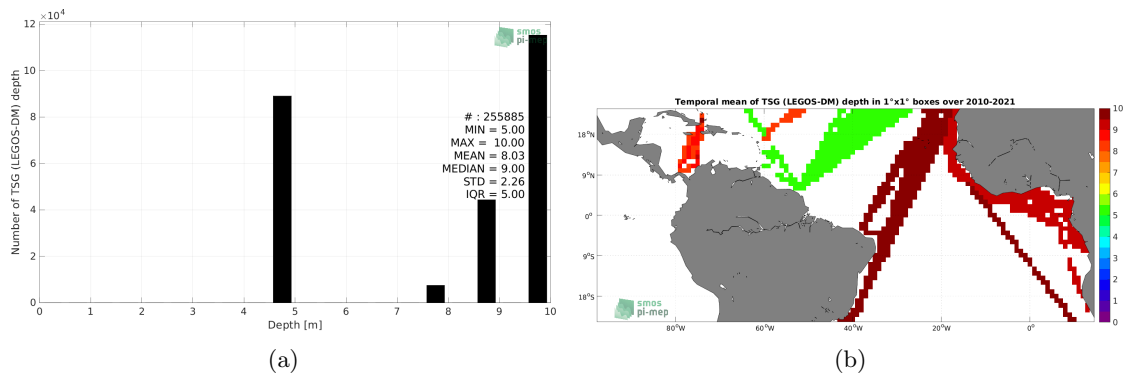 ×10⁴
12
10
8
6
4
2
0
Number of TSG (LEGOS-DM) depth
smos
pi-mep
# : 255885
MIN = 5.00
MAX = 10.00
MEAN = 8.03
MEDIAN = 9.00
STD = 2.26
IQR = 5.00
0 1 2 3 4 5 6 7 8 9 10
Depth [m]
(a)
Temporal mean of TSG (LEGOS-DM) depth in 1°x1° boxes over 2010-2021
18°N
9°N
0°
9°S
18°S
80°W 60°W 40°W 20°W 0°
smos
pi-mep
10
9
8
7
6
5
4
3
2
1
0
(b)